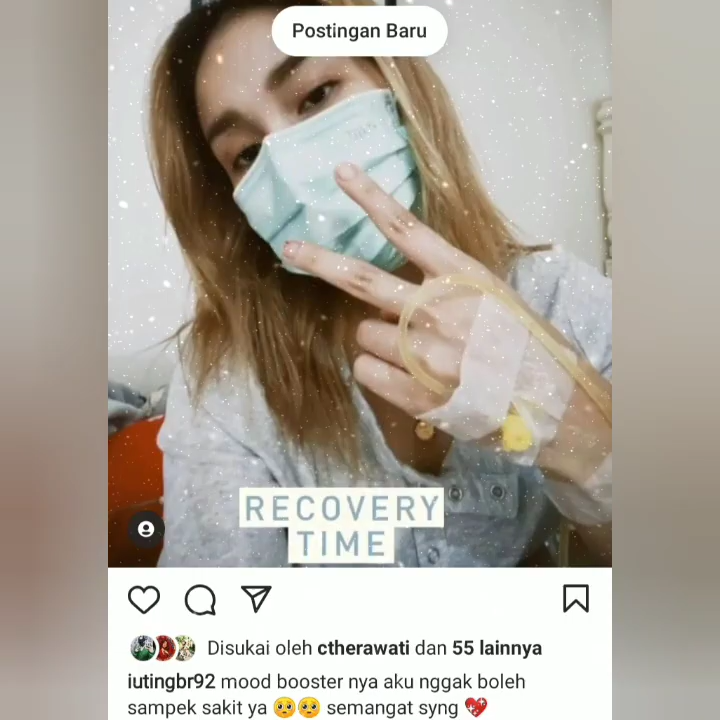 Postingan Baru
RECOVERY
TIME
Disukai oleh ctherawati dan 55 lainnya
iutingbr92 mood booster nya aku nggak boleh
sampek sakit ya 🥺🥺 semangat syng 💖